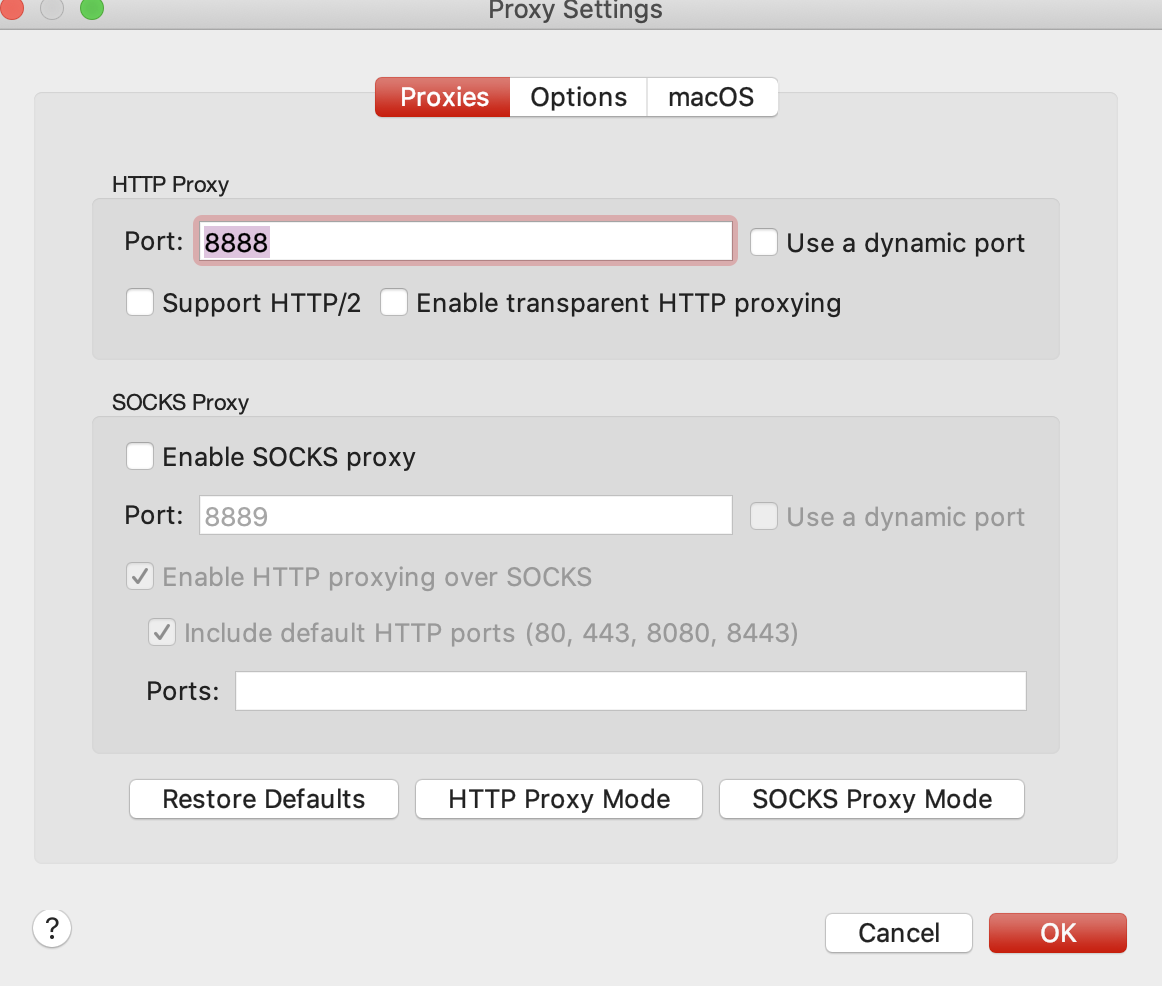 Proxy Settings
Proxies Options macOS
HTTP Proxy
Port: 8888 Use a dynamic port
Support HTTP/2 Enable transparent HTTP proxying
SOCKS Proxy
Enable SOCKS proxy
Port: 8889 Use a dynamic port
Enable HTTP proxying over SOCKS
Include default HTTP ports (80, 443, 8080, 8443)
Ports:
Restore Defaults HTTP Proxy Mode SOCKS Proxy Mode
? Cancel OK